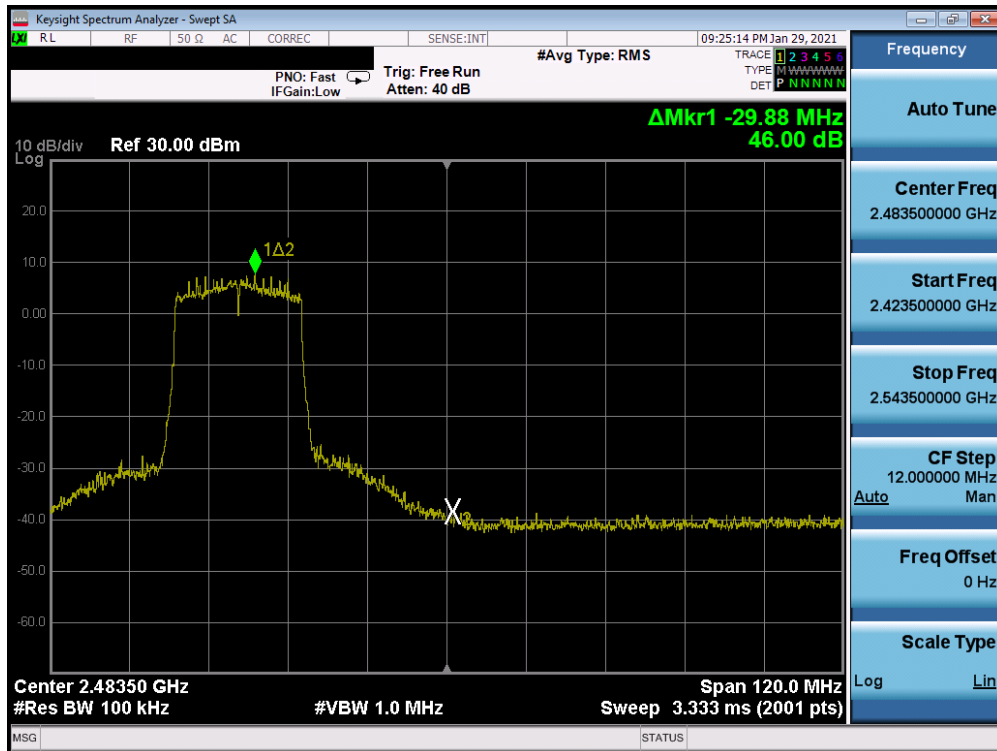 Keysight Spectrum Analyzer - Swept SA
LXI RL RF 50 Ω AC CORREC SENSE:INT 09:25:14 PM Jan 29, 2021
#Avg Type: RMS TRACE 1 2 3 4 5 6
PNO: Fast Trig: Free Run TYPE M WWWWW
IFGain:Low Atten: 40 dB DET P N N N N N
ΔMkr1 -29.88 MHz
46.00 dB
10 dB/div Ref 30.00 dBm
Log
20.0
1Δ2
10.0
0.00
-10.0
-20.0
-30.0
-40.0
X2
-50.0
-60.0
Center 2.48350 GHz Span 120.0 MHz
#Res BW 100 kHz #VBW 1.0 MHz Sweep 3.333 ms (2001 pts)
MSG STATUS
Frequency
Auto Tune
Center Freq
2.483500000 GHz
Start Freq
2.423500000 GHz
Stop Freq
2.543500000 GHz
CF Step
12.000000 MHz
Auto Man
Freq Offset
0 Hz
Scale Type
Log Lin